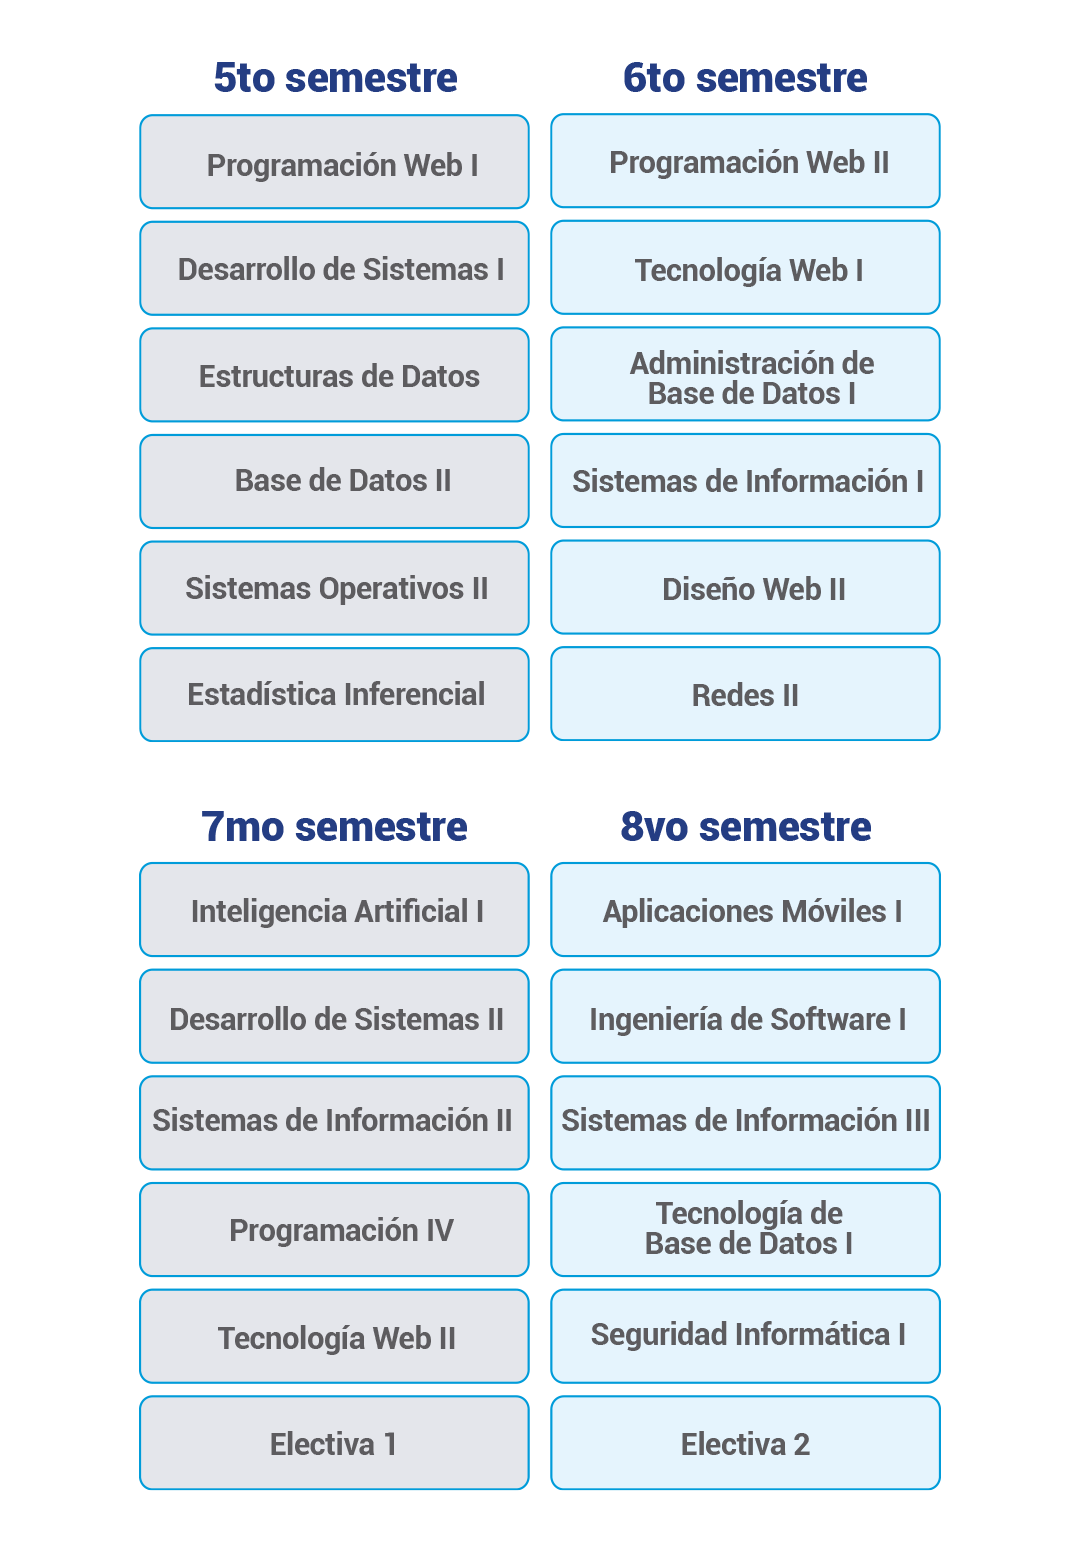 5to semestre
Programación Web I
Desarrollo de Sistemas I
Estructuras de Datos
Base de Datos II
Sistemas Operativos II
Estadística Inferencial
6to semestre
Programación Web II
Tecnología Web I
Administración de
Base de Datos I
Sistemas de Información I
Diseño Web II
Redes II
7mo semestre
Inteligencia Artificial I
Desarrollo de Sistemas II
Sistemas de Información II
Programación IV
Tecnología Web II
Electiva 1
8vo semestre
Aplicaciones Móviles I
Ingeniería de Software I
Sistemas de Información III
Tecnología de
Base de Datos I
Seguridad Informática I
Electiva 2